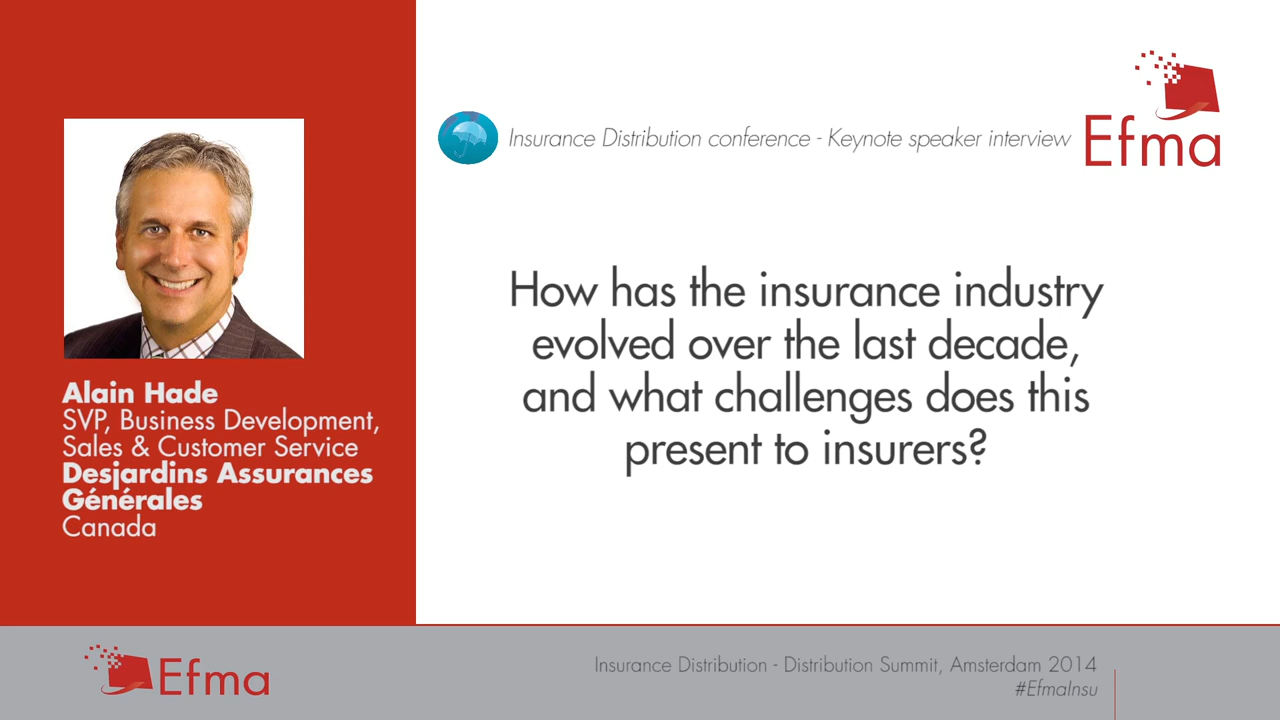 Insurance Distribution conference - Keynote speaker interview
Efma
How has the insurance industry
evolved over the last decade,
and what challenges does this
present to insurers?
Alain Hade
SVP, Business Development,
Sales & Customer Service
Desjardins Assurances
Générales
Canada
Efma
Insurance Distribution - Distribution Summit, Amsterdam 2014
#EfmaInsu